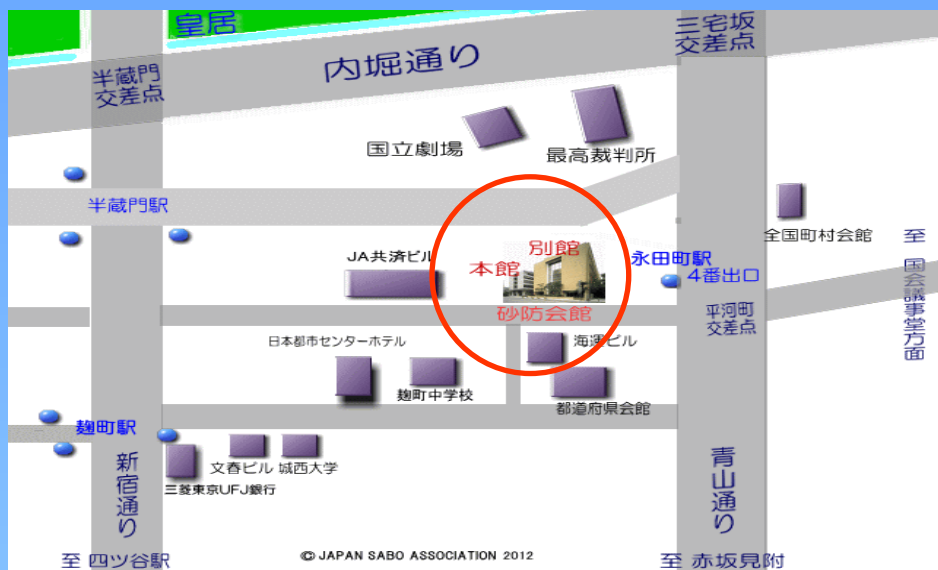 皇居
三宅坂
交差点
内堀通り
半蔵門
交差点
国立劇場
最高裁判所
半蔵門駅
全国町村会館
至 国会議事堂方面
別館
本館
永田町駅
4番出口
JA共済ビル
砂防会館
平河町
交差点
日本都市センターホテル
海運ビル
麹町中学校
都道府県会館
麹町駅
新宿通り
文春ビル
城西大学
三菱東京UFJ銀行
青山通り
至 四ツ谷駅
© JAPAN SABO ASSOCIATION 2012
至 赤坂見附